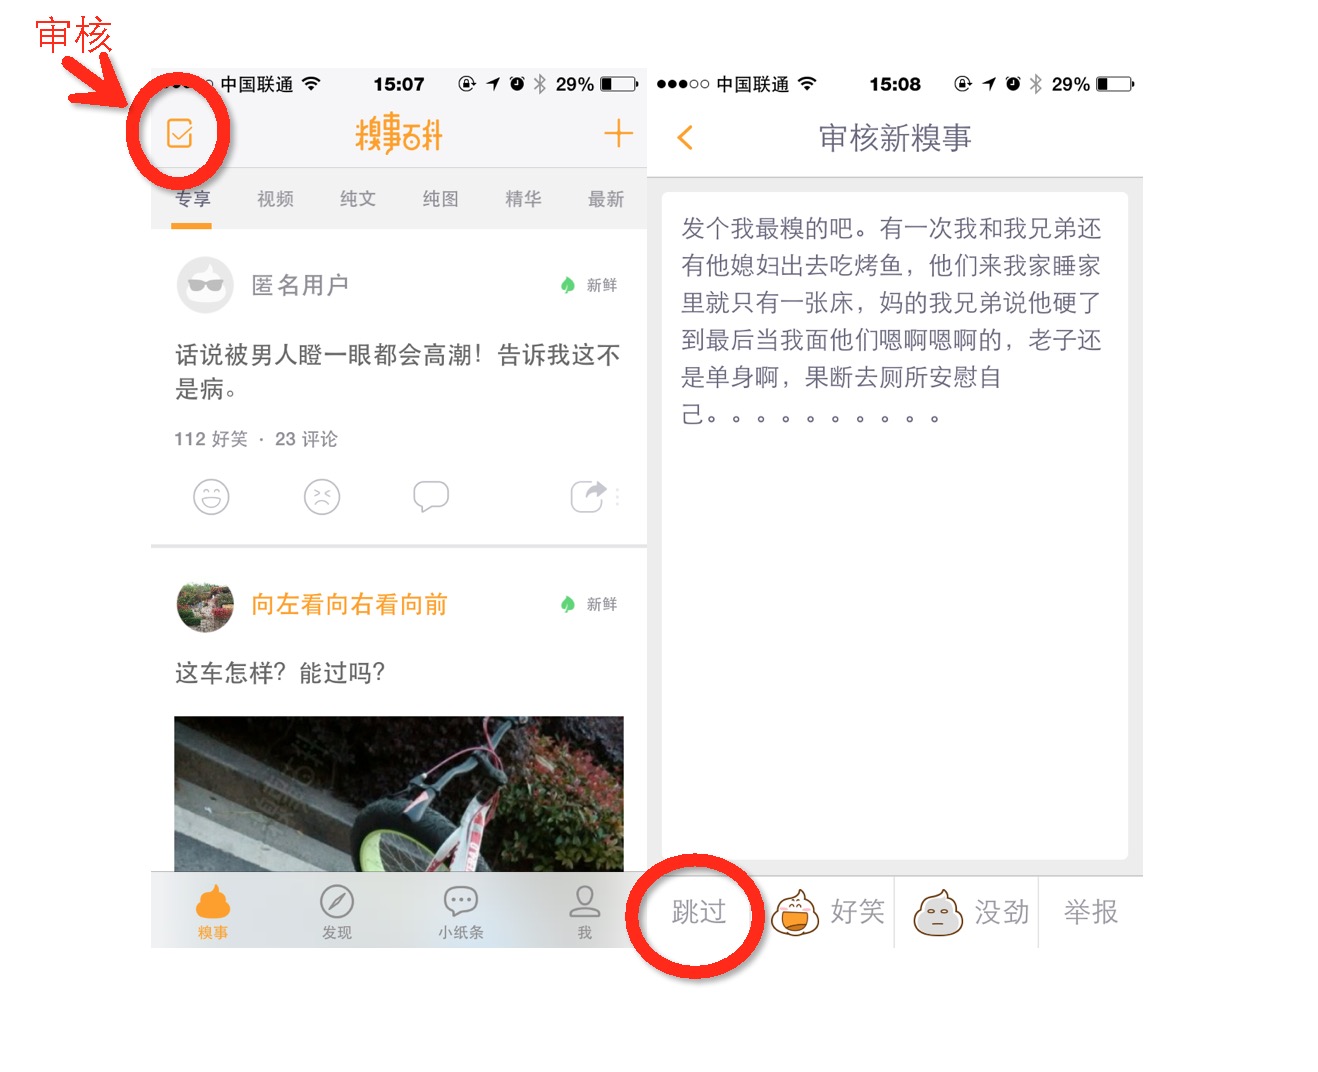 审核
中国联通 15:07 29%
糗事百科
专享 视频 纯文 纯图 精华 最新
匿名用户 新鲜
话说被男人瞪一眼都会高潮！告诉我这不
是病。
112 好笑 · 23 评论
向左看向右看向前 新鲜
这车怎样？能过吗？
糗事 发现 小纸条 我
中国联通 15:08 29%
审核新糗事
发个我最糗的吧。有一次我和我兄弟还
有他媳妇出去吃烤鱼，他们来我家睡家
里就只有一张床，妈的我兄弟说他硬了
到最后当我面他们嗯啊嗯啊的，老子还
是单身啊，果断去厕所安慰自
己。。。。。。。。。。
跳过 好笑 没劲 举报